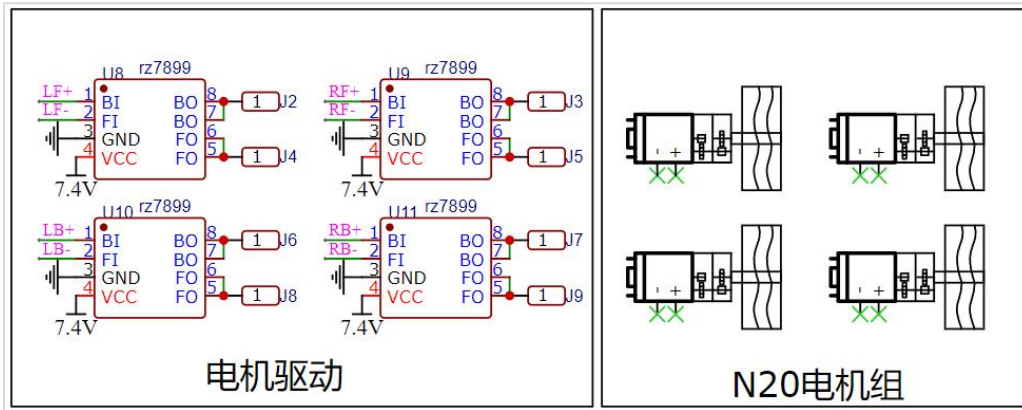 U8 rz7899
LF+ 1 BI BO 8 1 J2
LF- 2 FI BO 7
3 GND FO 6
4 VCC FO 5 1 J4
7.4V
U9 rz7899
RF+ 1 BI BO 8 1 J3
RF- 2 FI BO 7
3 GND FO 6
4 VCC FO 5 1 J5
7.4V
U10 rz7899
LB+ 1 BI BO 8 1 J6
LB- 2 FI BO 7
3 GND FO 6
4 VCC FO 5 1 J8
7.4V
U11 rz7899
RB+ 1 BI BO 8 1 J7
RB- 2 FI BO 7
3 GND FO 6
4 VCC FO 5 1 J9
7.4V
电机驱动
- +
- +
- +
- +
N20电机组